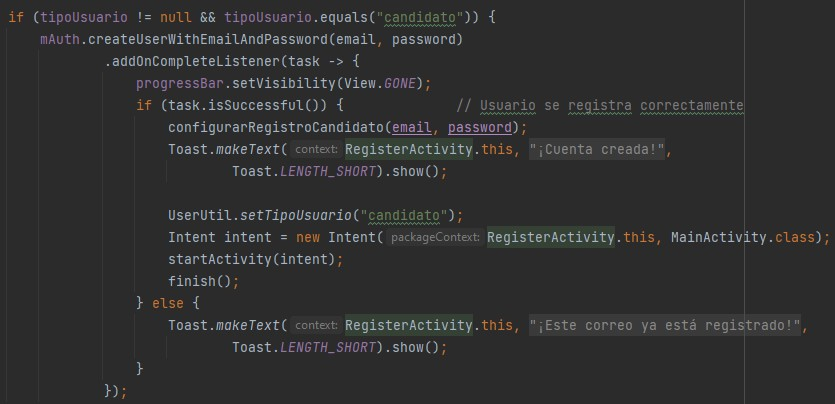 if (tipoUsuario != null && tipoUsuario.equals("candidato")) {
mAuth.createUserWithEmailAndPassword(email, password)
.addOnCompleteListener(task -> {
progressBar.setVisibility(View.GONE);
if (task.isSuccessful()) { // Usuario se registra correctamente
configurarRegistroCandidato(email, password);
Toast.makeText( context: RegisterActivity.this, "¡Cuenta creada!",
Toast.LENGTH_SHORT).show();
UserUtil.setTipoUsuario("candidato");
Intent intent = new Intent( packageContext: RegisterActivity.this, MainActivity.class);
startActivity(intent);
finish();
} else {
Toast.makeText( context: RegisterActivity.this, "¡Este correo ya está registrado!",
Toast.LENGTH_SHORT).show();
}
});